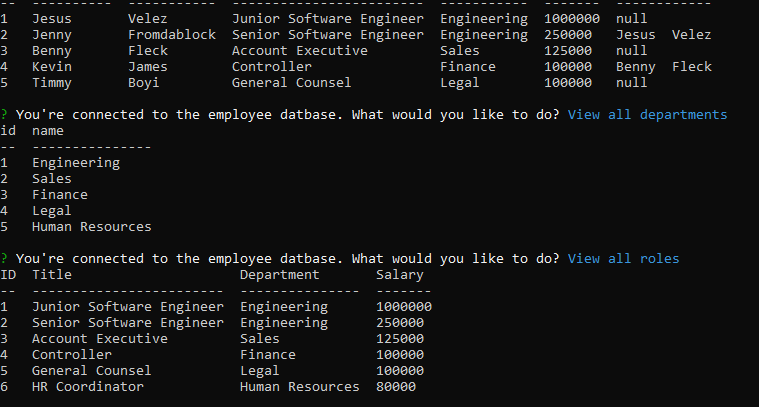 --  ----------  -----------  ------------------------  -----------  -------  ------------
1   Jesus       Velez        Junior Software Engineer  Engineering  1000000  null
2   Jenny       Fromdablock  Senior Software Engineer  Engineering  250000   Jesus  Velez
3   Benny       Fleck        Account Executive         Sales        125000   null
4   Kevin       James        Controller                Finance      100000   Benny  Fleck
5   Timmy       Boyi         General Counsel           Legal        100000   null
? You're connected to the employee datbase. What would you like to do? View all departments
id  name
--  ---------------
1   Engineering
2   Sales
3   Finance
4   Legal
5   Human Resources
? You're connected to the employee datbase. What would you like to do? View all roles
ID  Title                     Department       Salary
--  ------------------------  ---------------  -------
1   Junior Software Engineer  Engineering      1000000
2   Senior Software Engineer  Engineering      250000
3   Account Executive         Sales            125000
4   Controller                Finance          100000
5   General Counsel           Legal            100000
6   HR Coordinator            Human Resources  80000